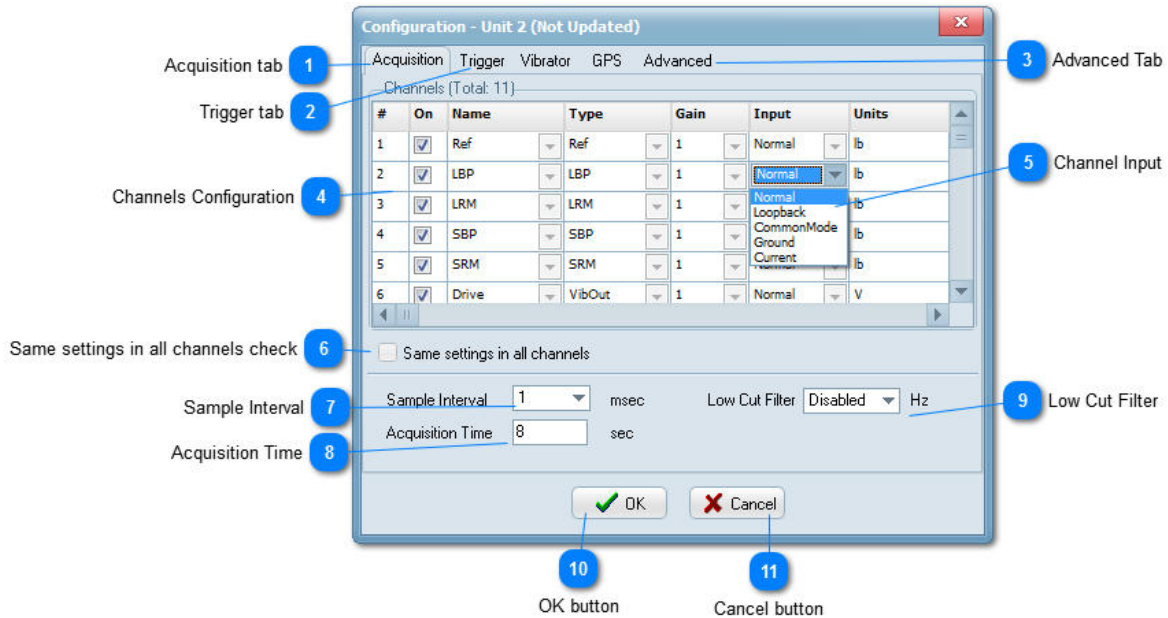 Configuration - Unit 2 (Not Updated)
Acquisition tab 1
Acquisition Trigger Vibrator GPS Advanced
3 Advanced Tab
Trigger tab 2
Channels (Total: 11)
# On Name Type Gain Input Units
1 Ref Ref 1 Normal lb
2 LBP LBP 1 Normal lb
5 Channel Input
Channels Configuration 4
3 LRM LRM 1 lb
Normal
Loopback
CommonMode
Ground
Current
4 SBP SBP 1 lb
5 SRM SRM 1 Normal lb
6 Drive VibOut 1 Normal V
Same settings in all channels check 6
Same settings in all channels
Sample Interval 7
Sample Interval 1 msec
Low Cut Filter Disabled Hz
9 Low Cut Filter
Acquisition Time 8
Acquisition Time 8 sec
OK
Cancel
10
OK button
11
Cancel button